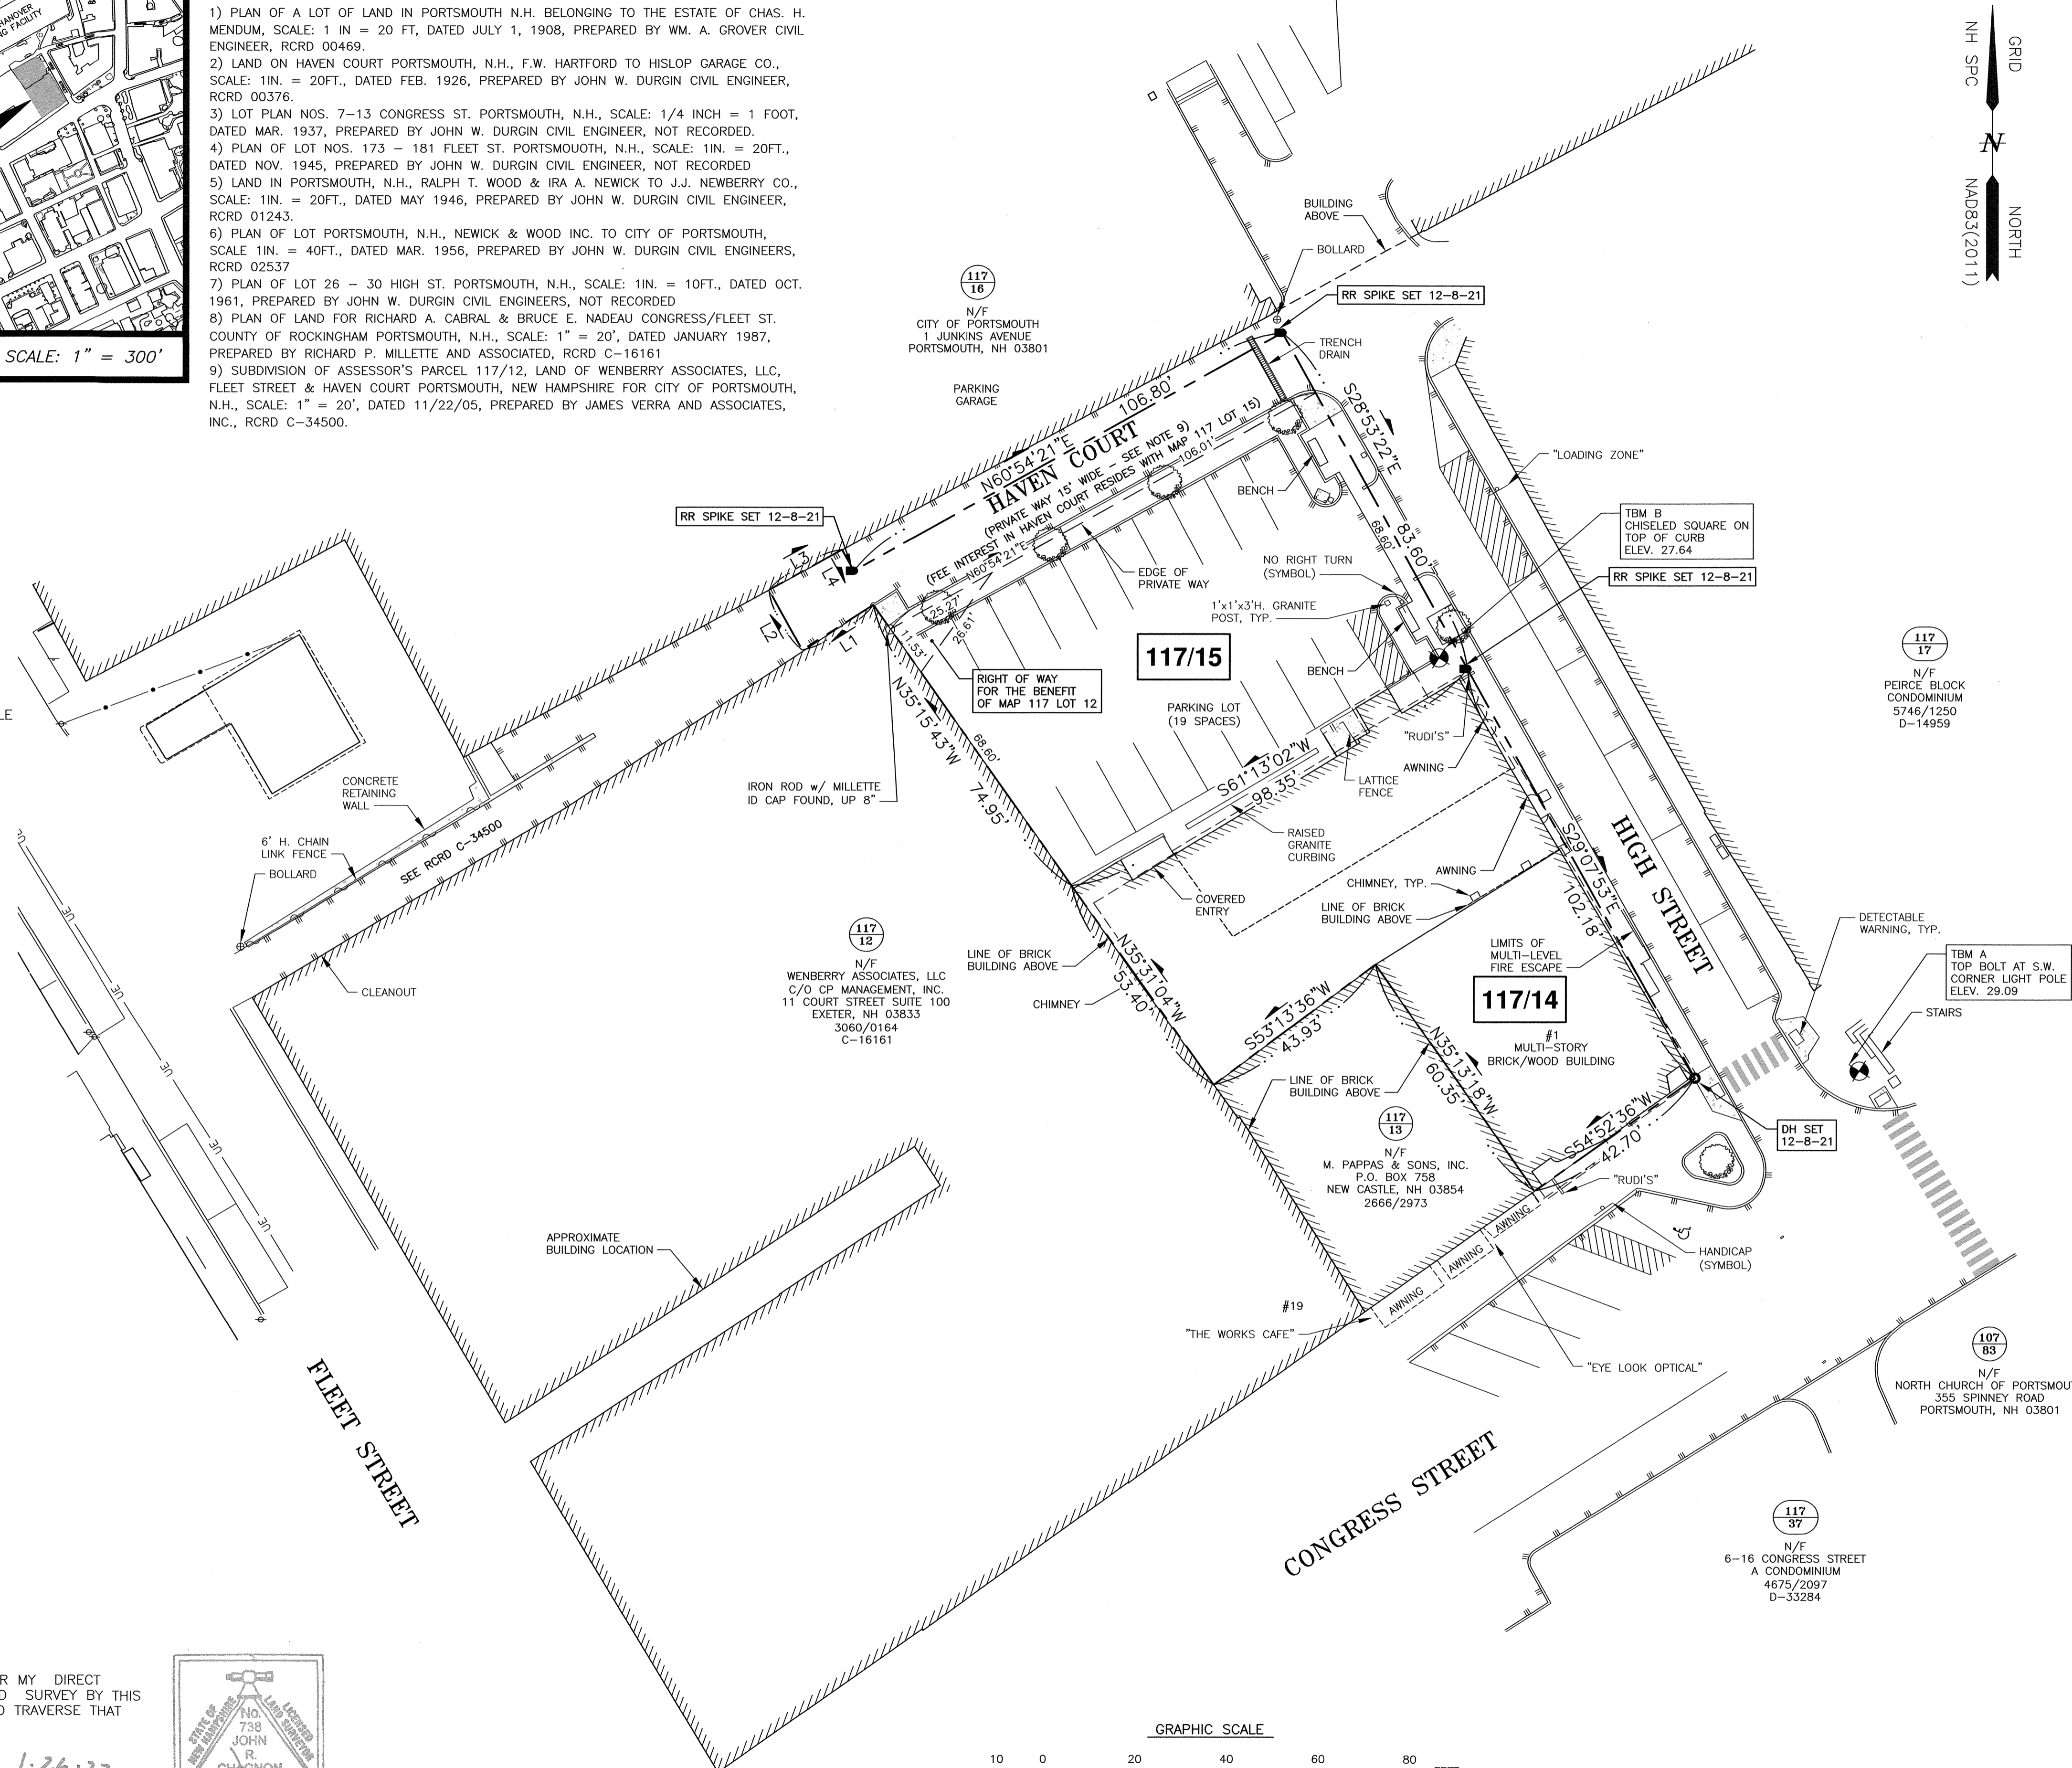 HANOVER
NG FACILITY
SCALE: 1" = 300'
1) PLAN OF A LOT OF LAND IN PORTSMOUTH N.H. BELONGING TO THE ESTATE OF CHAS. H.
MENDUM, SCALE: 1 IN = 20 FT, DATED JULY 1, 1908, PREPARED BY WM. A. GROVER CIVIL
ENGINEER, RCRD 00469.
2) LAND ON HAVEN COURT PORTSMOUTH, N.H., F.W. HARTFORD TO HISLOP GARAGE CO.,
SCALE: 1IN. = 20FT., DATED FEB. 1926, PREPARED BY JOHN W. DURGIN CIVIL ENGINEER,
RCRD 00376.
3) LOT PLAN NOS. 7-13 CONGRESS ST. PORTSMOUTH, N.H., SCALE: 1/4 INCH = 1 FOOT,
DATED MAR. 1937, PREPARED BY JOHN W. DURGIN CIVIL ENGINEER, NOT RECORDED.
4) PLAN OF LOT NOS. 173 - 181 FLEET ST. PORTSMOUOTH, N.H., SCALE: 1IN. = 20FT.,
DATED NOV. 1945, PREPARED BY JOHN W. DURGIN CIVIL ENGINEER, NOT RECORDED
5) LAND IN PORTSMOUTH, N.H., RALPH T. WOOD & IRA A. NEWICK TO J.J. NEWBERRY CO.,
SCALE: 1IN. = 20FT., DATED MAY 1946, PREPARED BY JOHN W. DURGIN CIVIL ENGINEER,
RCRD 01243.
6) PLAN OF LOT PORTSMOUTH, N.H., NEWICK & WOOD INC. TO CITY OF PORTSMOUTH,
SCALE 1IN. = 40FT., DATED MAR. 1956, PREPARED BY JOHN W. DURGIN CIVIL ENGINEERS,
RCRD 02537
7) PLAN OF LOT 26 - 30 HIGH ST. PORTSMOUTH, N.H., SCALE: 1IN. = 10FT., DATED OCT.
1961, PREPARED BY JOHN W. DURGIN CIVIL ENGINEERS, NOT RECORDED
8) PLAN OF LAND FOR RICHARD A. CABRAL & BRUCE E. NADEAU CONGRESS/FLEET ST.
COUNTY OF ROCKINGHAM PORTSMOUTH, N.H., SCALE: 1" = 20', DATED JANUARY 1987,
PREPARED BY RICHARD P. MILLETTE AND ASSOCIATED, RCRD C-16161
9) SUBDIVISION OF ASSESSOR'S PARCEL 117/12, LAND OF WENBERRY ASSOCIATES, LLC,
FLEET STREET & HAVEN COURT PORTSMOUTH, NEW HAMPSHIRE FOR CITY OF PORTSMOUTH,
N.H., SCALE: 1" = 20', DATED 11/22/05, PREPARED BY JAMES VERRA AND ASSOCIATES,
INC., RCRD C-34500.
GRID
NH SPC
N
NORTH
NAD83(2011)
BUILDING
ABOVE
BOLLARD
RR SPIKE SET 12-8-21
TRENCH
DRAIN
117
16
N/F
CITY OF PORTSMOUTH
1 JUNKINS AVENUE
PORTSMOUTH, NH 03801
PARKING
GARAGE
N60°54'21"E
106.80'
HAVEN COURT
(PRIVATE WAY 15' WIDE - SEE NOTE 9)
(FEE INTEREST IN HAVEN COURT RESIDES WITH MAP 117 LOT 15)
N60°54'21"E
106.01'
S28°53'22"E
83.60'
68.60'
"LOADING ZONE"
BENCH
RR SPIKE SET 12-8-21
L3
L4
L2
L1
EDGE OF
PRIVATE WAY
NO RIGHT TURN
(SYMBOL)
TBM B
CHISELED SQUARE ON
TOP OF CURB
ELEV. 27.64
RR SPIKE SET 12-8-21
1'x1'x3'H. GRANITE
POST, TYP.
25.27'
26.61'
11.53'
117/15
117
17
N/F
PEIRCE BLOCK
CONDOMINIUM
5746/1250
D-14959
BENCH
RIGHT OF WAY
FOR THE BENEFIT
OF MAP 117 LOT 12
PARKING LOT
(19 SPACES)
"RUDI'S"
AWNING
N35°15'43"W
68.60'
74.95'
S61°13'02"W
98.35'
LATTICE
FENCE
IRON ROD w/ MILLETTE
ID CAP FOUND, UP 8"
CONCRETE
RETAINING
WALL
6' H. CHAIN
LINK FENCE
BOLLARD
SEE RCRD C-34500
RAISED
GRANITE
CURBING
AWNING
CHIMNEY, TYP.
LINE OF BRICK
BUILDING ABOVE
COVERED
ENTRY
HIGH STREET
S29°07'53"E
102.18'
DETECTABLE
WARNING, TYP.
TBM A
TOP BOLT AT S.W.
CORNER LIGHT POLE
ELEV. 29.09
STAIRS
117
12
N/F
WENBERRY ASSOCIATES, LLC
C/O CP MANAGEMENT, INC.
11 COURT STREET SUITE 100
EXETER, NH 03833
3060/0164
C-16161
LINE OF BRICK
BUILDING ABOVE
CHIMNEY
N35°31'04"W
53.40'
LIMITS OF
MULTI-LEVEL
FIRE ESCAPE
117/14
#1
MULTI-STORY
BRICK/WOOD BUILDING
CLEANOUT
UE
UE
UE
UE
UE
S53°13'36"W
43.93'
N35°13'18"W
60.35'
LINE OF BRICK
BUILDING ABOVE
S54°52'36"W
42.70'
DH SET
12-8-21
117
13
N/F
M. PAPPAS & SONS, INC.
P.O. BOX 758
NEW CASTLE, NH 03854
2666/2973
"RUDI'S"
AWNING
AWNING
AWNING
HANDICAP
(SYMBOL)
APPROXIMATE
BUILDING LOCATION
#19
"THE WORKS CAFE"
"EYE LOOK OPTICAL"
107
83
N/F
NORTH CHURCH OF PORTSMOU
355 SPINNEY ROAD
PORTSMOUTH, NH 03801
FLEET STREET
CONGRESS STREET
117
37
N/F
6-16 CONGRESS STREET
A CONDOMINIUM
4675/2097
D-33284
R MY DIRECT
D SURVEY BY THIS
TRAVERSE THAT
STATE OF
NEW HAMPSHIRE
LICENSED
LAND SURVEYOR
No.
738
JOHN
R.
CHAGNON
GRAPHIC SCALE
10 0 20 40 60 80